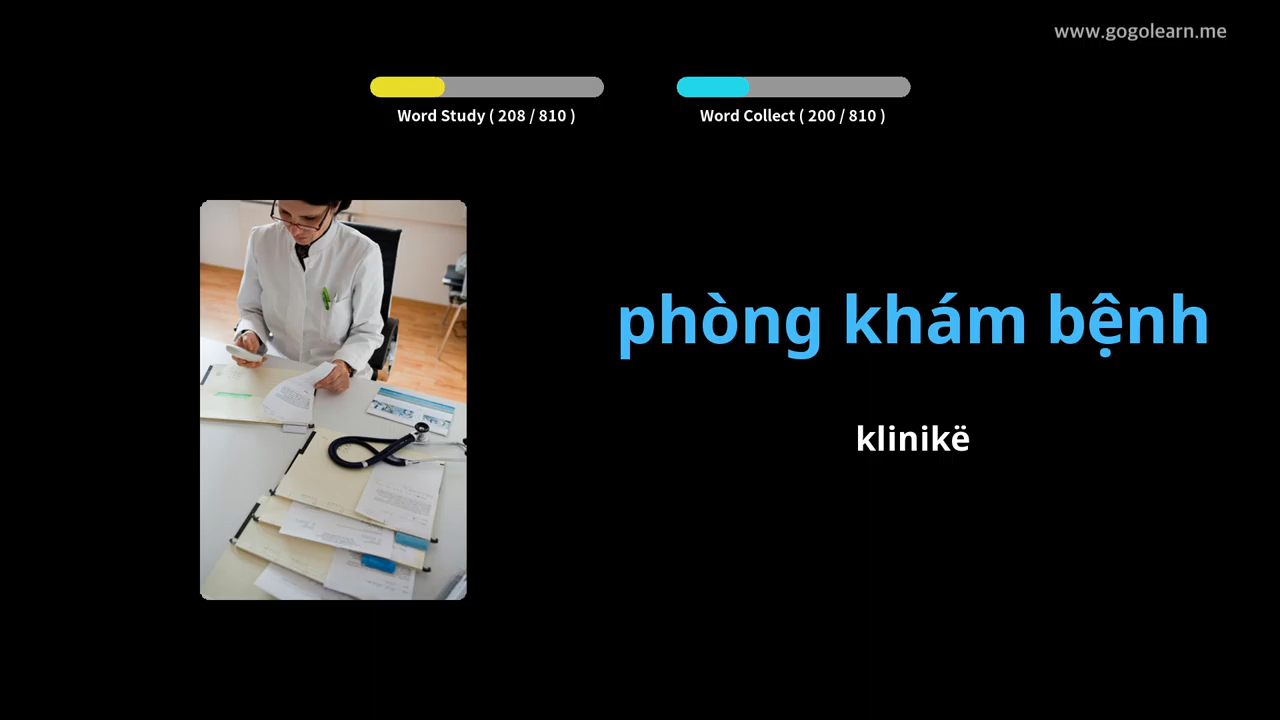 www.gogolearn.me
Word Study ( 208 / 810 )
Word Collect ( 200 / 810 )
phòng khám bệnh
klinikë